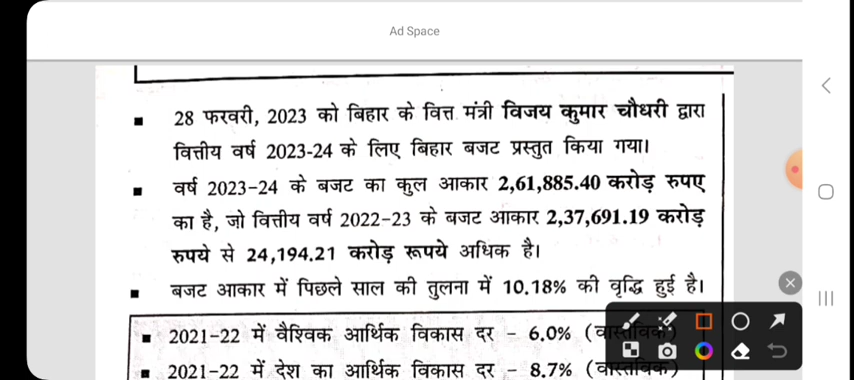 Ad Space
■ 28 फरवरी, 2023 को बिहार के वित्त मंत्री विजय कुमार चौधरी द्वारा
वित्तीय वर्ष 2023-24 के लिए बिहार बजट प्रस्तुत किया गया।
■ वर्ष 2023-24 के बजट का कुल आकार 2,61,885.40 करोड़ रुपए
का है, जो वित्तीय वर्ष 2022-23 के बजट आकार 2,37,691.19 करोड़
रुपये से 24,194.21 करोड़ रूपये अधिक है।
■ बजट आकार में पिछले साल की तुलना में 10.18% की वृद्धि हुई है।
■ 2021-22 में वैश्विक आर्थिक विकास दर - 6.0% (वास्तविक)
■ 2021-22 में देश का आर्थिक विकास दर - 8.7% (वास्तविक)